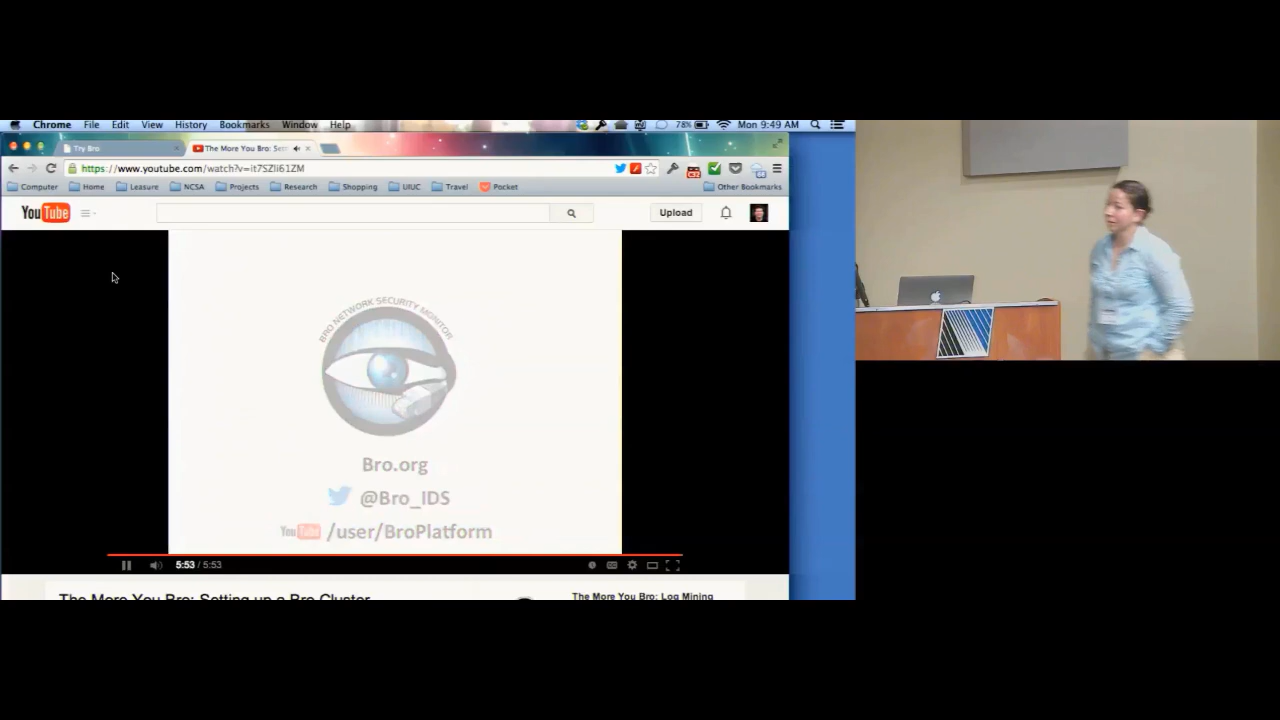 Chrome File Edit View History Bookmarks Window Help 78% Mon 9:49 AM
Try Bro The More You Bro: Set
https://www.youtube.com/watch?v=it7SZli61ZM
Computer Home Leasure NCSA Projects Research Shopping UIUC Travel Pocket Other Bookmarks
YouTube Upload
BRO NETWORK SECURITY MONITOR
Bro.org
@Bro_IDS
YouTube /user/BroPlatform
5:53 / 5:53
The More You Bro: Setting up a Bro Cluster
The More You Bro: Log Mining